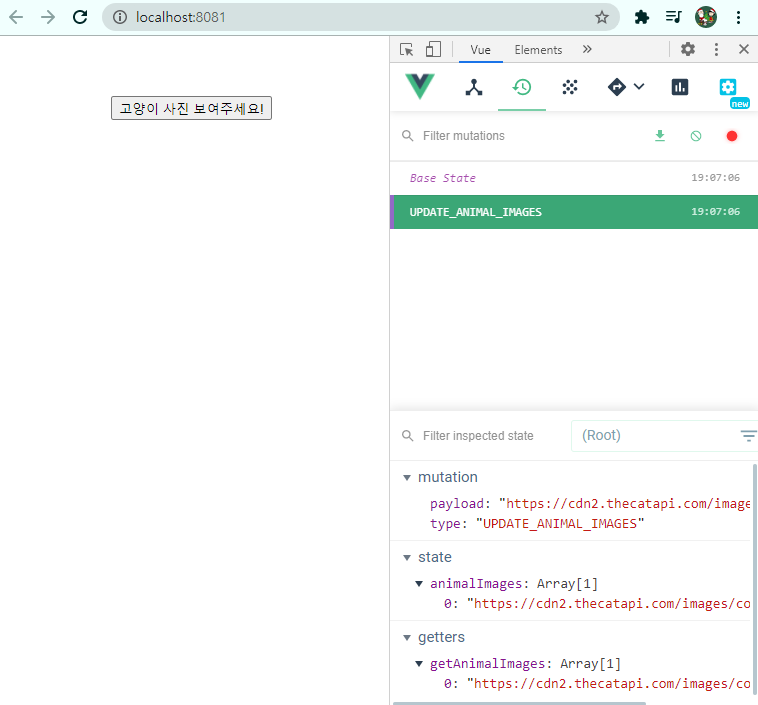 localhost:8081
고양이 사진 보여주세요!
Vue Elements »
new
Filter mutations
Base State 19:07:06
UPDATE_ANIMAL_IMAGES 19:07:06
Filter inspected state (Root)
mutation
payload: "https://cdn2.thecatapi.com/image
type: "UPDATE_ANIMAL_IMAGES"
state
animalImages: Array[1]
0: "https://cdn2.thecatapi.com/images/co
getters
getAnimalImages: Array[1]
0: "https://cdn2.thecatapi.com/images/co